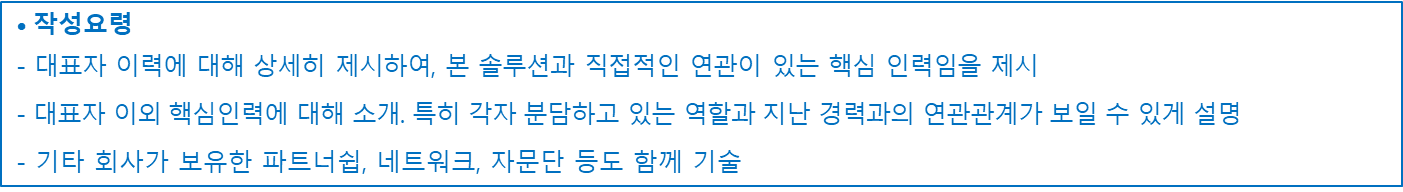 • 작성요령
- 대표자 이력에 대해 상세히 제시하여, 본 솔루션과 직접적인 연관이 있는 핵심 인력임을 제시
- 대표자 이외 핵심인력에 대해 소개. 특히 각자 분담하고 있는 역할과 지난 경력과의 연관관계가 보일 수 있게 설명
- 기타 회사가 보유한 파트너쉽, 네트워크, 자문단 등도 함께 기술